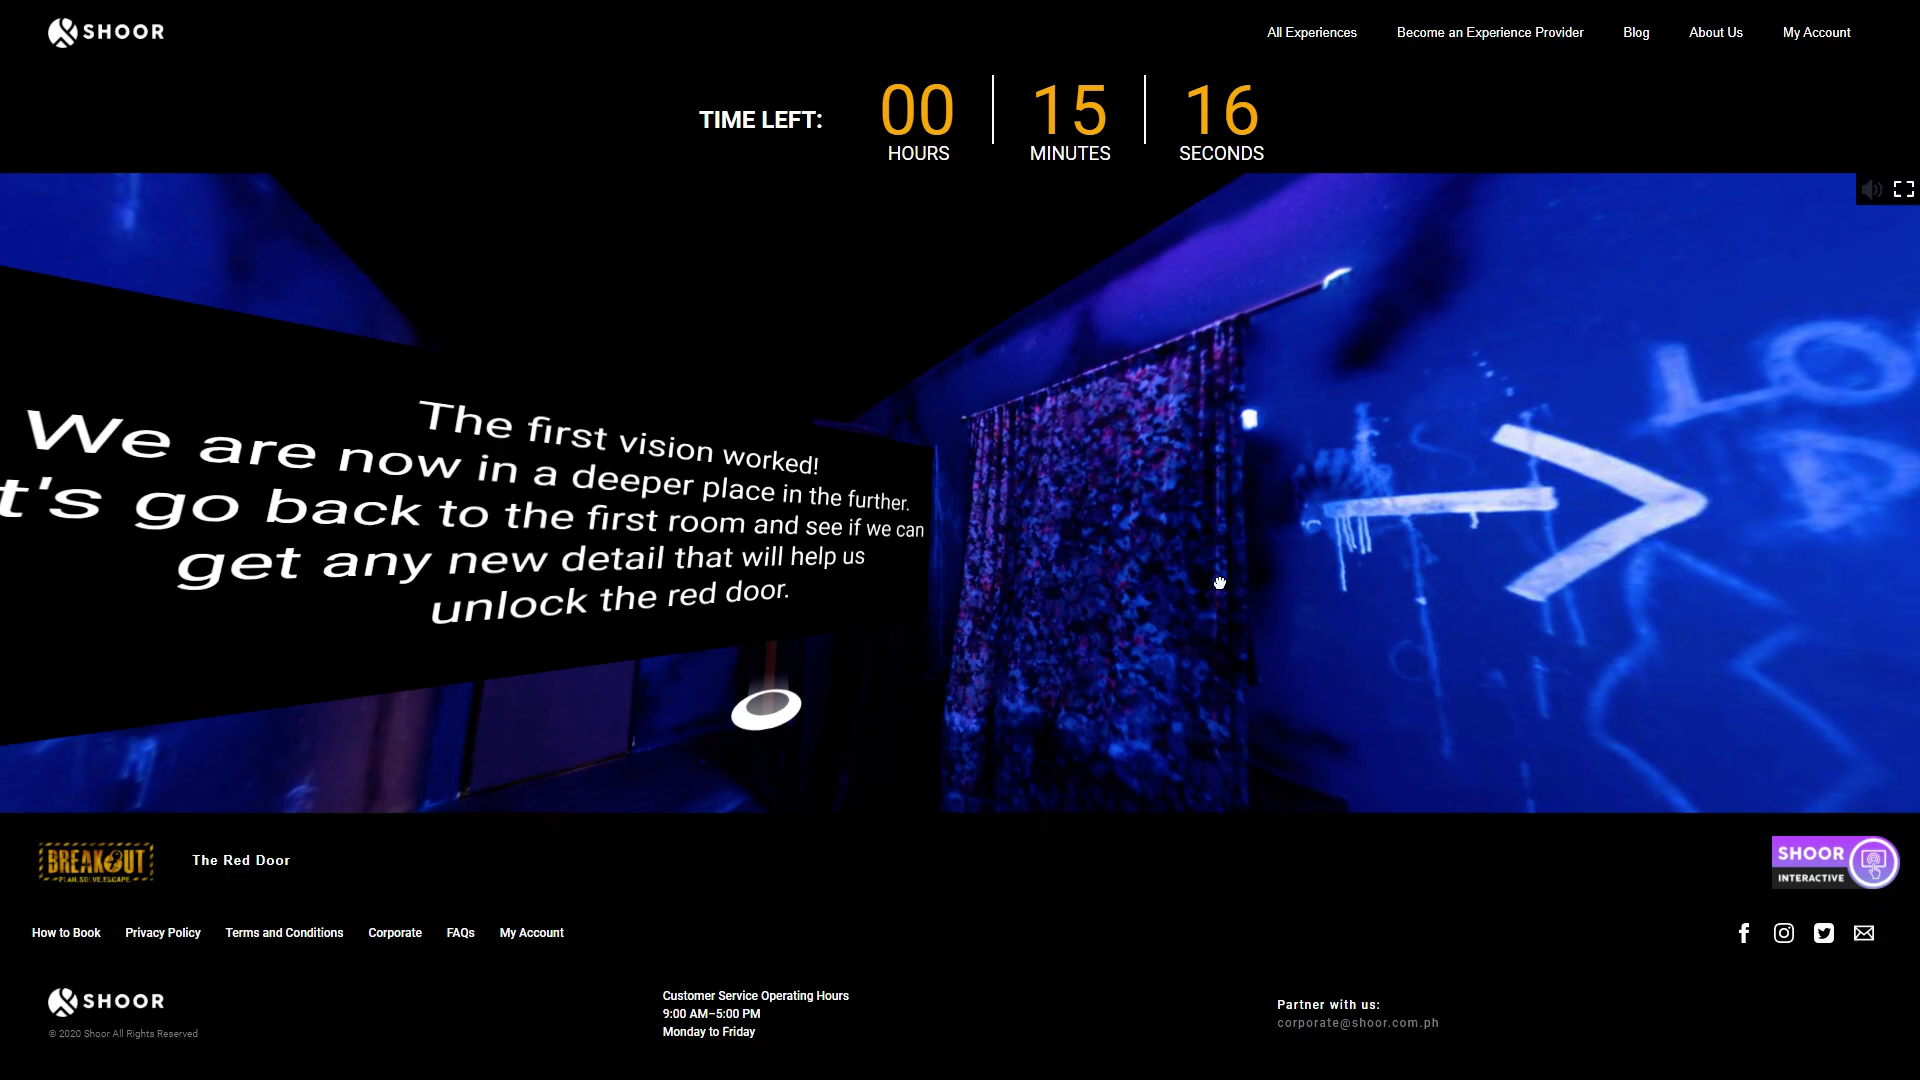 SHOOR
All Experiences
Become an Experience Provider
Blog
About Us
My Account
TIME LEFT:
00
HOURS
15
MINUTES
16
SECONDS
The first vision worked!
We are now in a deeper place in the further.
t's go back to the first room and see if we can
get any new detail that will help us
unlock the red door.
LO
BREAKOUT
PLAN.SOLVE.ESCAPE
The Red Door
SHOOR
INTERACTIVE
How to Book
Privacy Policy
Terms and Conditions
Corporate
FAQs
My Account
SHOOR
© 2020 Shoor All Rights Reserved
Customer Service Operating Hours
9:00 AM–5:00 PM
Monday to Friday
Partner with us:
corporate@shoor.com.ph